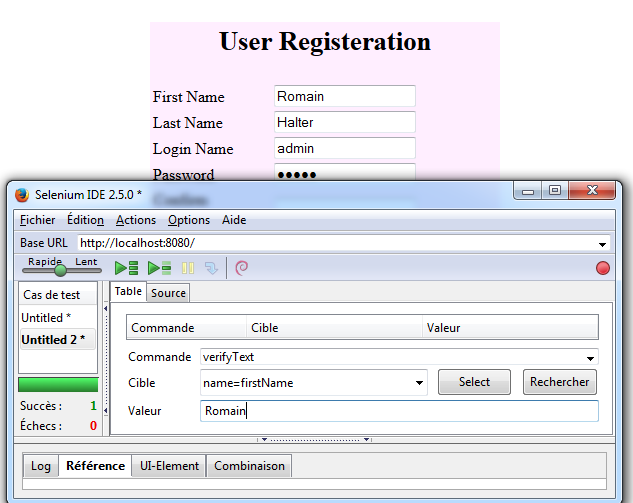 User Registeration
First Name Romain
Last Name Halter
Login Name admin
Password •••••
Selenium IDE 2.5.0 *
Fichier Édition Actions Options Aide
Base URL http://localhost:8080/
Rapide Lent
Cas de test
Table Source
Untitled *
Untitled 2 *
Commande Cible Valeur
Commande verifyText
Cible name=firstName Select Rechercher
Valeur Romain
Succès : 1
Échecs : 0
Log Référence UI-Element Combinaison